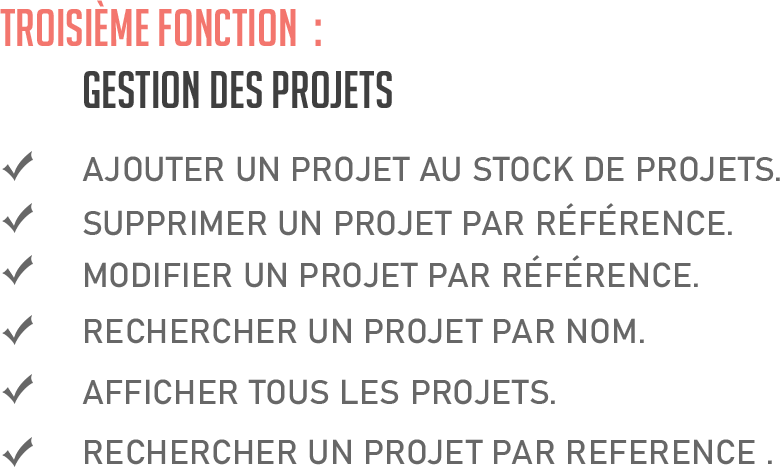 TROISIÈME FONCTION :
GESTION DES PROJETS
AJOUTER UN PROJET AU STOCK DE PROJETS.
SUPPRIMER UN PROJET PAR RÉFÉRENCE.
MODIFIER UN PROJET PAR RÉFÉRENCE.
RECHERCHER UN PROJET PAR NOM.
AFFICHER TOUS LES PROJETS.
RECHERCHER UN PROJET PAR REFERENCE .